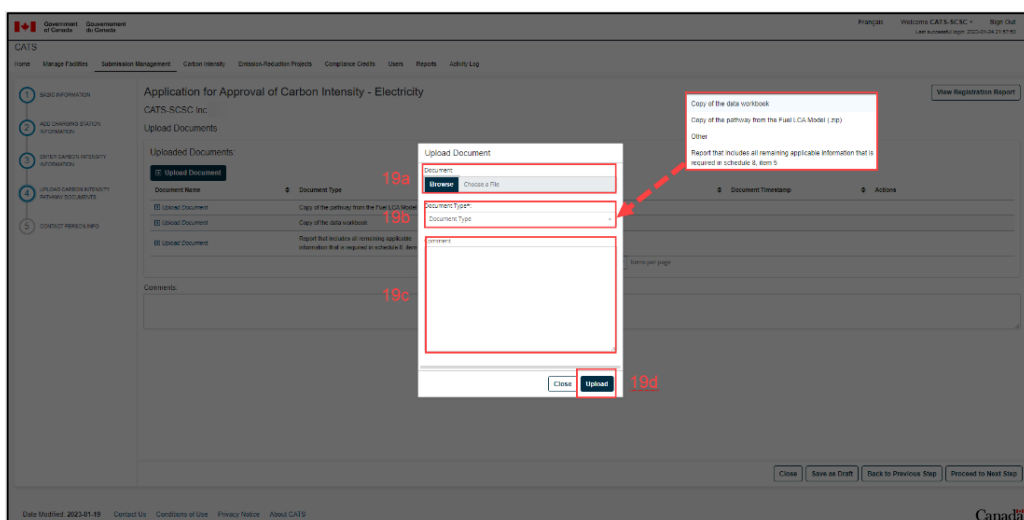 Government of Canada Gouvernement du Canada
Français Welcome CATS-SCSC Sign Out
CATS
Home Manage Facilities Submission Management Carbon Intensity Emission-Reduction Projects Compliance Credits Users Reports Activity Log
1 BASIC INFORMATION
2 ADD CHARGING STATION INFORMATION
3 ENTER CARBON INTENSITY INFORMATION
4 UPLOAD CARBON INTENSITY PATHWAY DOCUMENTS
5 CONTACT PERSON INFO
Application for Approval of Carbon Intensity - Electricity
View Registration Report
CATS-SCSC Inc.
Upload Documents
Uploaded Documents:
Upload Document
Document Name Document Type Document Timestamp Actions
Upload Document Copy of the pathway from the Fuel LCA Model
Upload Document Copy of the data workbook
Upload Document Report that includes all remaining applicable
information that is required in schedule 8, item
Items per page
Comments:
Upload Document
19a
Document
Browse Choose a File
19b
Document Type*:
Document Type
19c
Comment
Close Upload
19d
Copy of the data workbook
Copy of the pathway from the Fuel LCA Model (.zip)
Other
Report that includes all remaining applicable information that is
required in schedule 8, item 5
Close Save as Draft Back to Previous Step Proceed to Next Step
Date Modified: 2023-01-19 Contact Us Conditions of Use Privacy Notice About CATS
Canada